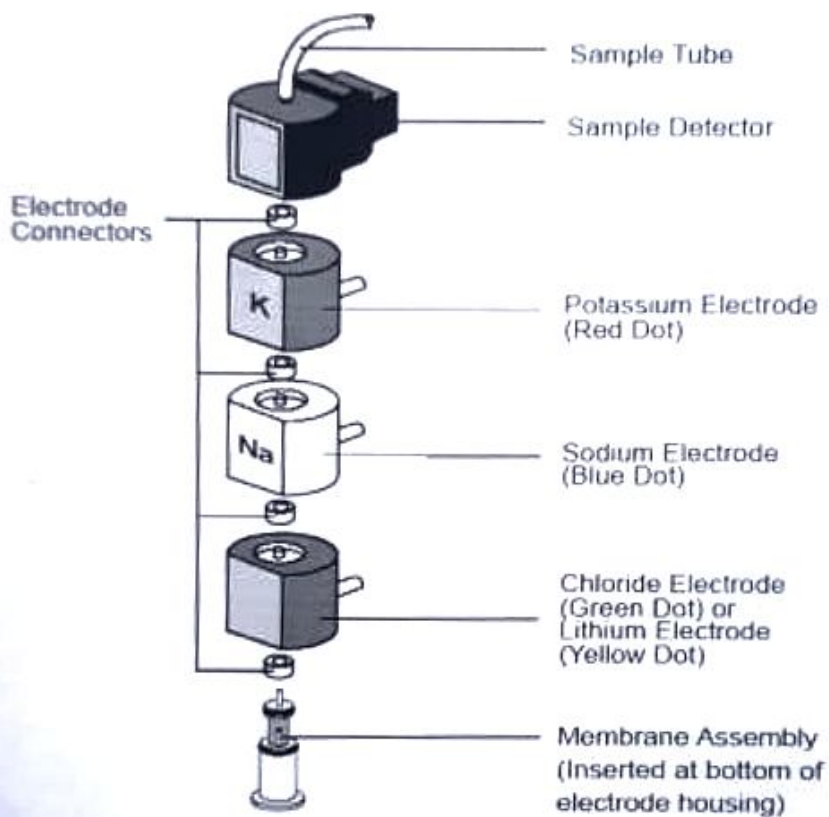 Sample Tube
Sample Detector
Electrode
Connectors
K
Potassium Electrode
(Red Dot)
Na
Sodium Electrode
(Blue Dot)
Chloride Electrode
(Green Dot) or
Lithium Electrode
(Yellow Dot)
Membrane Assembly
(Inserted at bottom of
electrode housing)